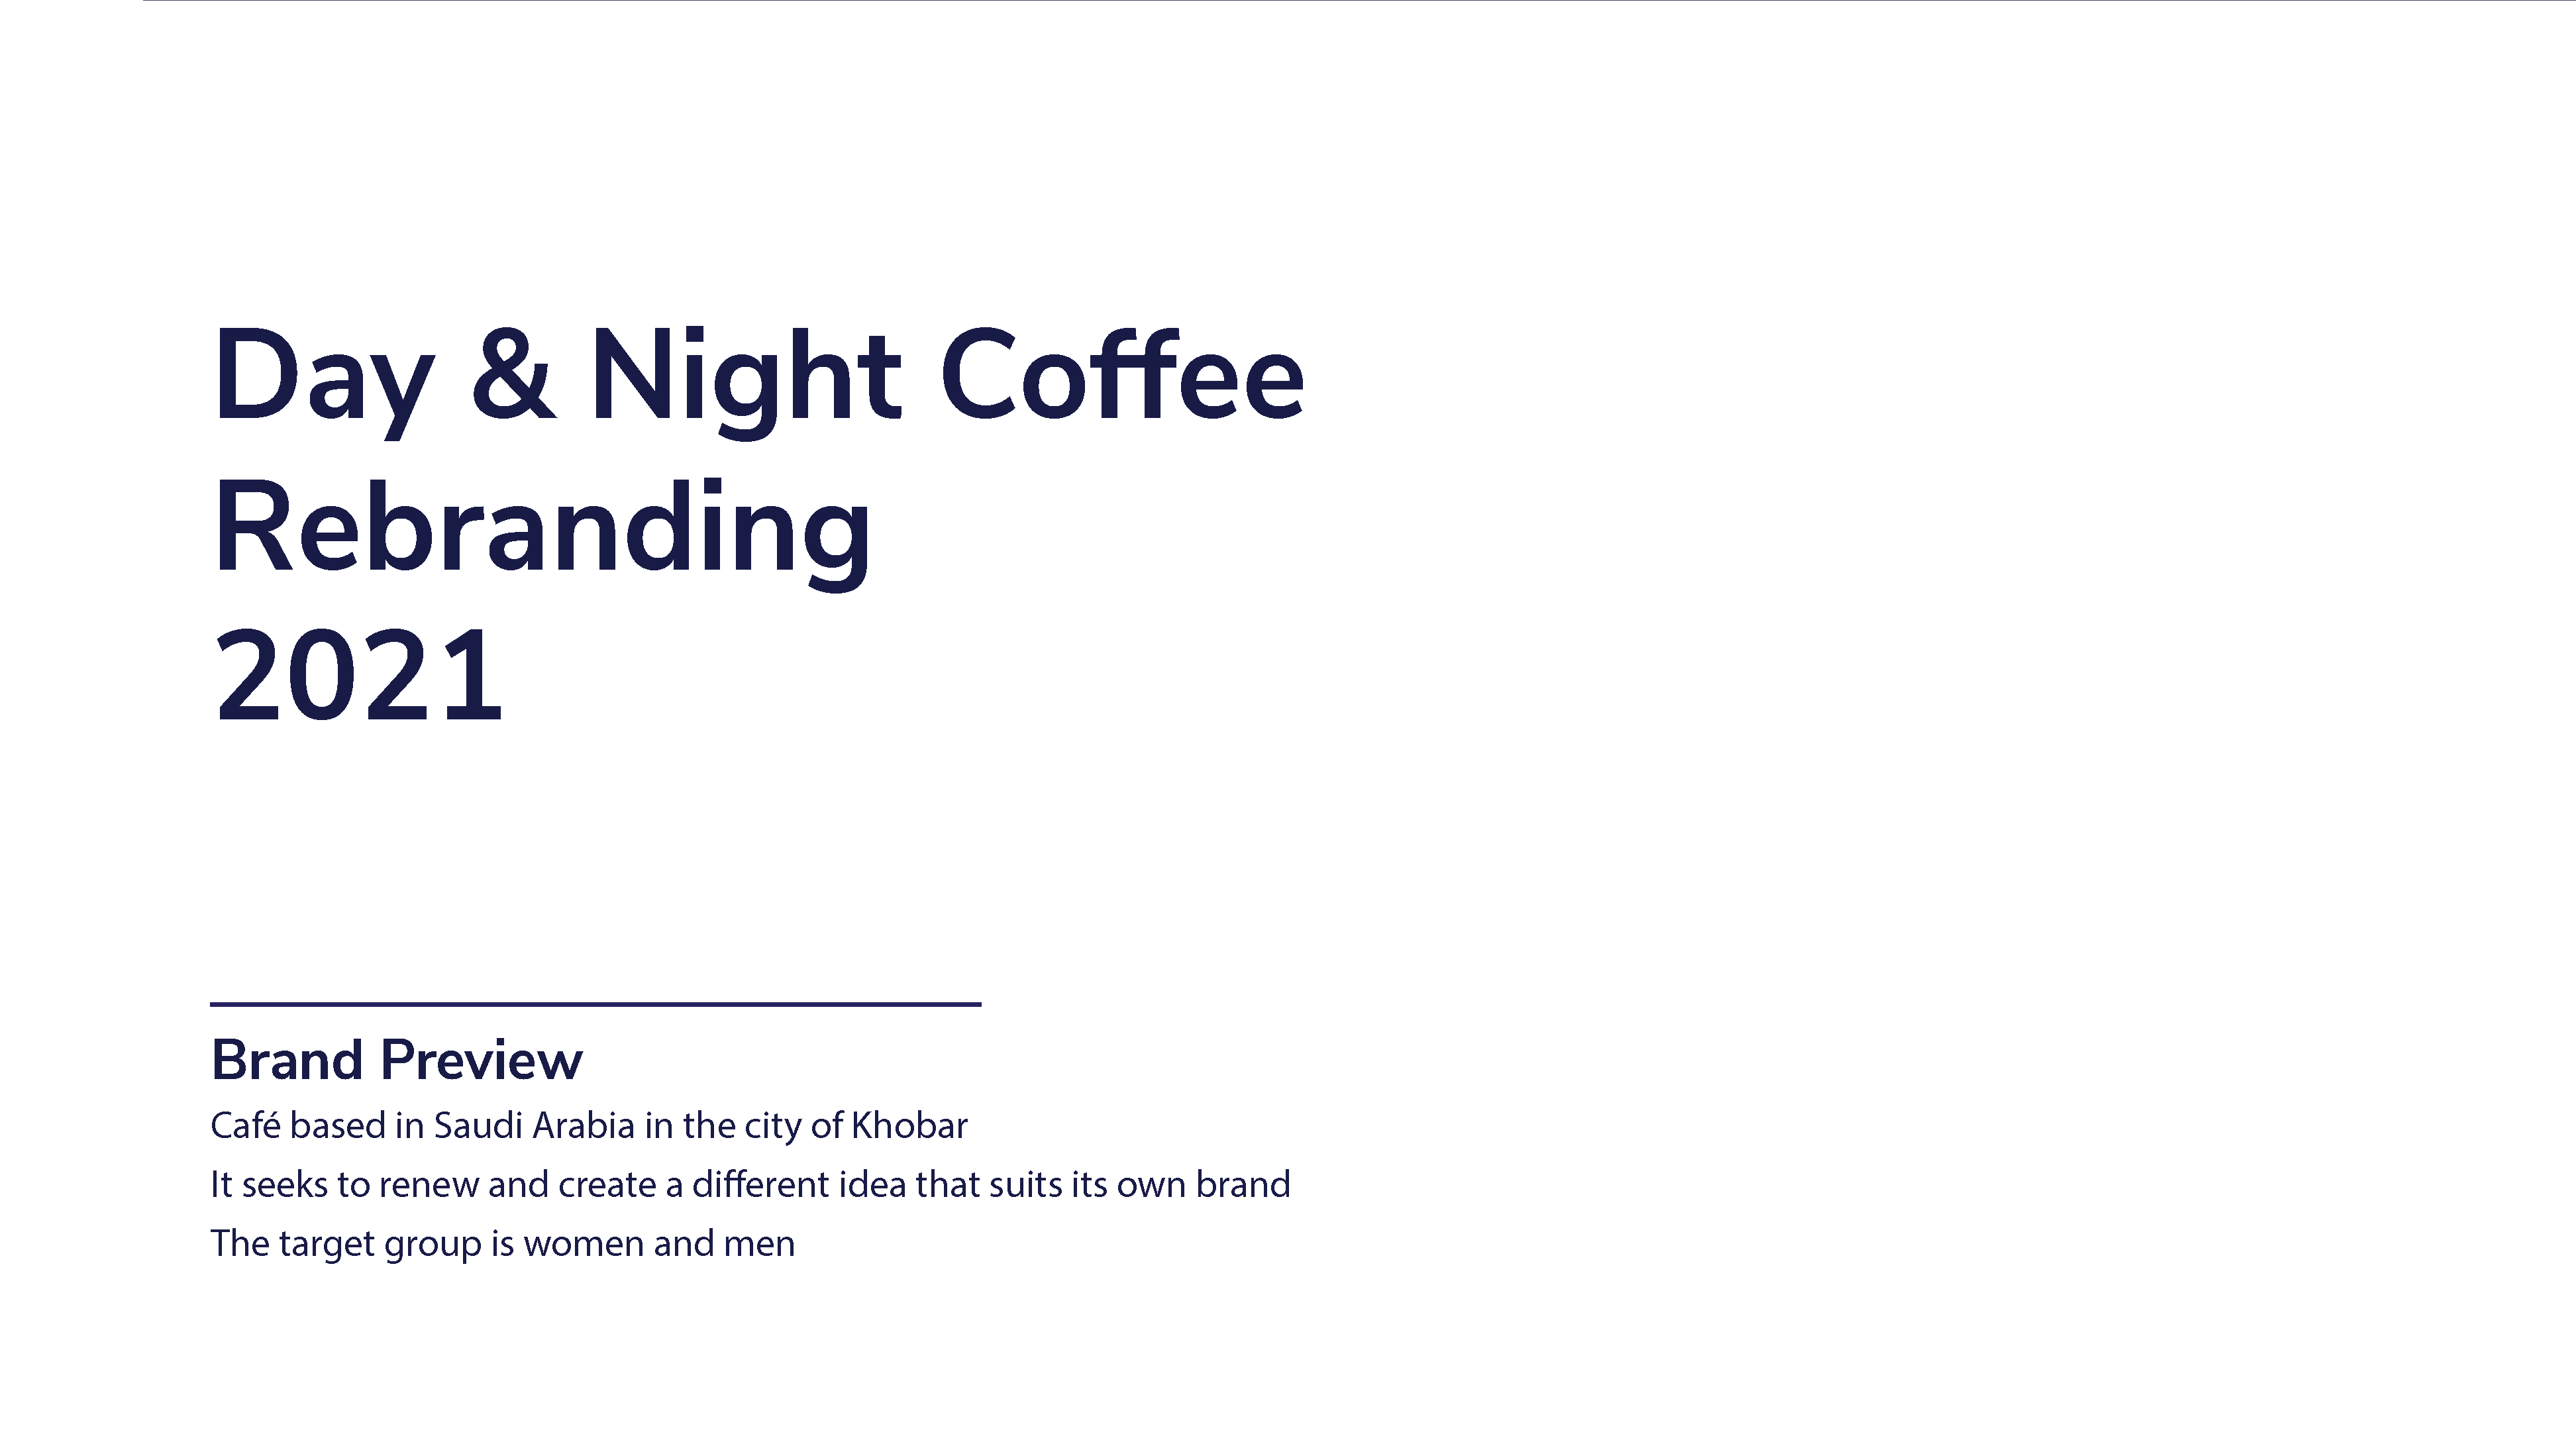 Day & Night Coffee
Rebranding
2021
Brand Preview
Café based in Saudi Arabia in the city of Khobar
It seeks to renew and create a different idea that suits its own brand
The target group is women and men